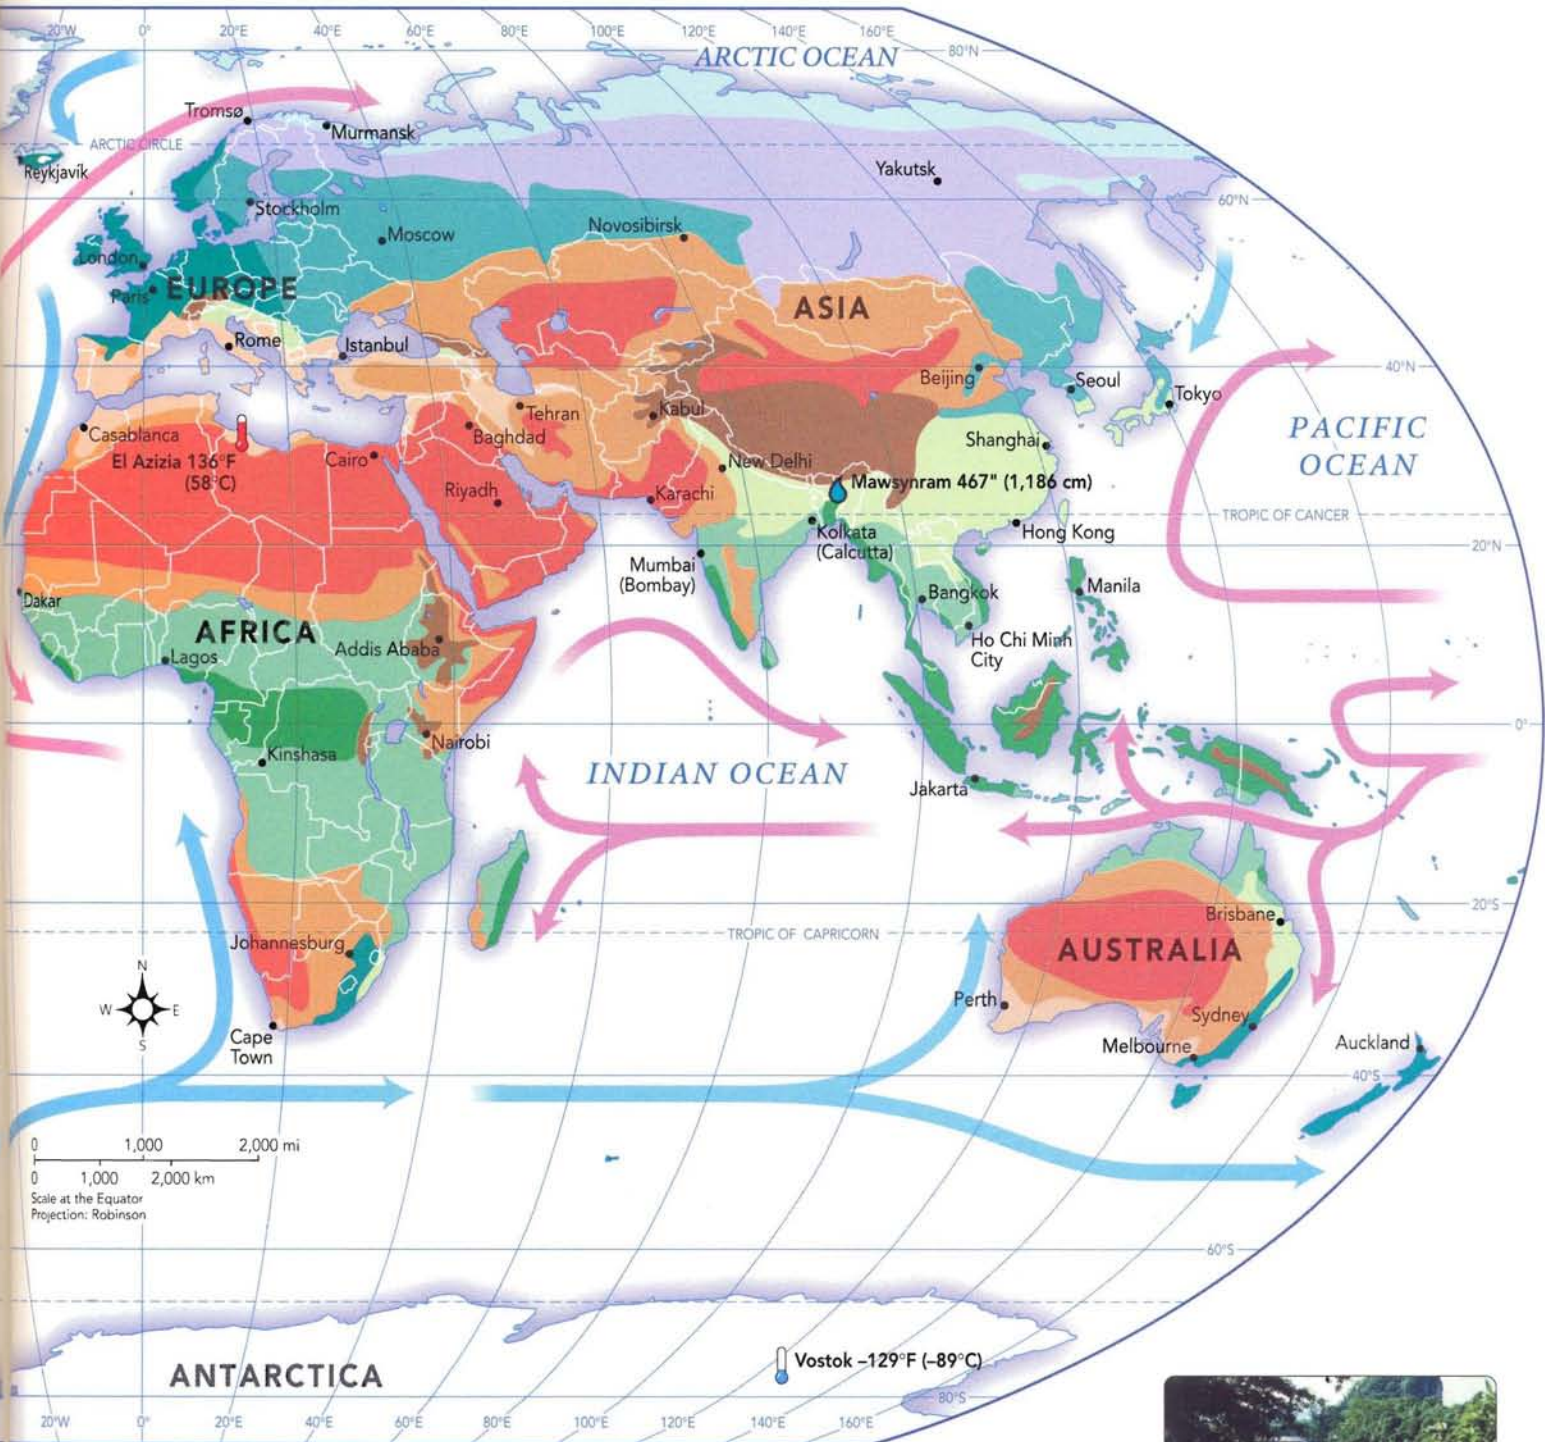 20°W 0° 20°E 40°E 60°E 80°E 100°E 120°E 140°E 160°E
ARCTIC OCEAN
80°N
Tromsø
Murmansk
ARCTIC CIRCLE
Reykjavík
Yakutsk
60°N
Stockholm
Moscow
Novosibirsk
London
Paris
EUROPE
ASIA
Rome
Istanbul
40°N
Beijing
Seoul
Tokyo
Tehran
Kabul
Casablanca
Baghdad
PACIFIC
OCEAN
Shanghai
El Azizia 136°F
(58°C)
Cairo
New Delhi
Mawsynram 467" (1,186 cm)
Riyadh
Karachi
TROPIC OF CANCER
Kolkata
(Calcutta)
Hong Kong
20°N
Mumbai
(Bombay)
Bangkok
Manila
Dakar
AFRICA
Addis Ababa
Ho Chi Minh
City
Lagos
0°
Nairobi
Kinshasa
INDIAN OCEAN
Jakarta
20°S
Brisbane
TROPIC OF CAPRICORN
Johannesburg
AUSTRALIA
N
W E
S
Perth
Sydney
Cape
Town
Melbourne
Auckland
40°S
0 1,000 2,000 mi
0 1,000 2,000 km
Scale at the Equator
Projection: Robinson
60°S
Vostok –129°F (–89°C)
ANTARCTICA
80°S
20°W 0° 20°E 40°E 60°E 80°E 100°E 120°E 140°E 160°E